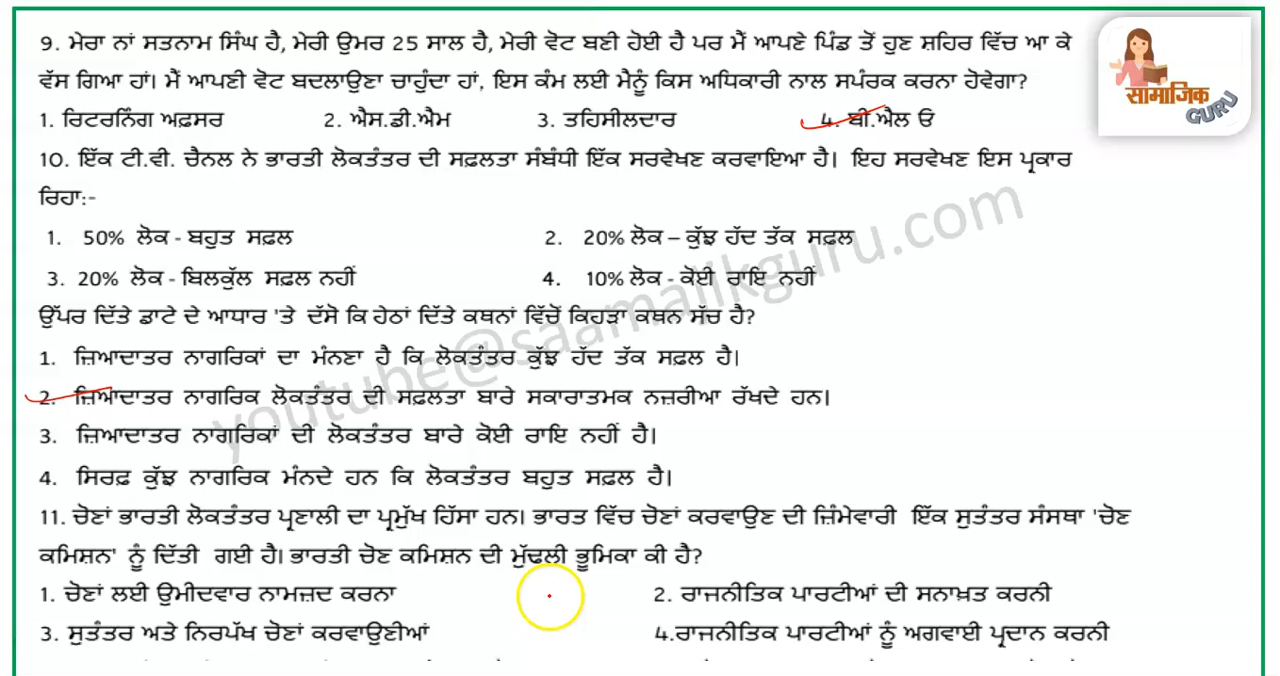 9. ਮੇਰਾ ਨਾਂ ਸਤਨਾਮ ਸਿੰਘ ਹੈ, ਮੇਰੀ ਉਮਰ 25 ਸਾਲ ਹੈ, ਮੇਰੀ ਵੋਟ ਬਣੀ ਹੋਈ ਹੈ ਪਰ ਮੈਂ ਆਪਣੇ ਪਿੰਡ ਤੋਂ ਹੁਣ ਸ਼ਹਿਰ ਵਿੱਚ ਆ ਕੇ
ਵੱਸ ਗਿਆ ਹਾਂ। ਮੈਂ ਆਪਣੀ ਵੋਟ ਬਦਲਾਉਣਾ ਚਾਹੁੰਦਾ ਹਾਂ, ਇਸ ਕੰਮ ਲਈ ਮੈਨੂੰ ਕਿਸ ਅਧਿਕਾਰੀ ਨਾਲ ਸਪੰਰਕ ਕਰਨਾ ਹੋਵੇਗਾ?
सामाजिक
GURU
1. ਰਿਟਰਨਿੰਗ ਅਫ਼ਸਰ 2. ਐਸ.ਡੀ.ਐਮ 3. ਤਹਿਸੀਲਦਾਰ 4. ਬੀ.ਐਲ ਓ
10. ਇੱਕ ਟੀ.ਵੀ. ਚੈਨਲ ਨੇ ਭਾਰਤੀ ਲੋਕਤੰਤਰ ਦੀ ਸਫ਼ਲਤਾ ਸੰਬੰਧੀ ਇੱਕ ਸਰਵੇਖਣ ਕਰਵਾਇਆ ਹੈ। ਇਹ ਸਰਵੇਖਣ ਇਸ ਪ੍ਰਕਾਰ
ਰਿਹਾ:-
1. 50% ਲੋਕ - ਬਹੁਤ ਸਫ਼ਲ 2. 20% ਲੋਕ – ਕੁੱਝ ਹੱਦ ਤੱਕ ਸਫ਼ਲ
3. 20% ਲੋਕ - ਬਿਲਕੁੱਲ ਸਫ਼ਲ ਨਹੀਂ 4. 10% ਲੋਕ - ਕੋਈ ਰਾਇ ਨਹੀਂ
ਉੱਪਰ ਦਿੱਤੇ ਡਾਟੇ ਦੇ ਆਧਾਰ 'ਤੇ ਦੱਸੋ ਕਿ ਹੇਠਾਂ ਦਿੱਤੇ ਕਥਨਾਂ ਵਿੱਚੋਂ ਕਿਹੜਾ ਕਥਨ ਸੱਚ ਹੈ?
1. ਜ਼ਿਆਦਾਤਰ ਨਾਗਰਿਕਾਂ ਦਾ ਮੰਨਣਾ ਹੈ ਕਿ ਲੋਕਤੰਤਰ ਕੁੱਝ ਹੱਦ ਤੱਕ ਸਫ਼ਲ ਹੈ।
2. ਜ਼ਿਆਦਾਤਰ ਨਾਗਰਿਕ ਲੋਕਤੰਤਰ ਦੀ ਸਫ਼ਲਤਾ ਬਾਰੇ ਸਕਾਰਾਤਮਕ ਨਜ਼ਰੀਆ ਰੱਖਦੇ ਹਨ।
3. ਜ਼ਿਆਦਾਤਰ ਨਾਗਰਿਕਾਂ ਦੀ ਲੋਕਤੰਤਰ ਬਾਰੇ ਕੋਈ ਰਾਇ ਨਹੀਂ ਹੈ।
4. ਸਿਰਫ਼ ਕੁੱਝ ਨਾਗਰਿਕ ਮੰਨਦੇ ਹਨ ਕਿ ਲੋਕਤੰਤਰ ਬਹੁਤ ਸਫ਼ਲ ਹੈ।
youtube@saamajikguru.com
11. ਚੋਣਾਂ ਭਾਰਤੀ ਲੋਕਤੰਤਰ ਪ੍ਰਣਾਲੀ ਦਾ ਪ੍ਰਮੁੱਖ ਹਿੱਸਾ ਹਨ। ਭਾਰਤ ਵਿੱਚ ਚੋਣਾਂ ਕਰਵਾਉਣ ਦੀ ਜ਼ਿੰਮੇਵਾਰੀ ਇੱਕ ਸੁਤੰਤਰ ਸੰਸਥਾ 'ਚੋਣ
ਕਮਿਸ਼ਨ' ਨੂੰ ਦਿੱਤੀ ਗਈ ਹੈ। ਭਾਰਤੀ ਚੋਣ ਕਮਿਸ਼ਨ ਦੀ ਮੁੱਢਲੀ ਭੂਮਿਕਾ ਕੀ ਹੈ?
1. ਚੋਣਾਂ ਲਈ ਉਮੀਦਵਾਰ ਨਾਮਜ਼ਦ ਕਰਨਾ 2. ਰਾਜਨੀਤਿਕ ਪਾਰਟੀਆਂ ਦੀ ਸਨਾਖ਼ਤ ਕਰਨੀ
3. ਸੁਤੰਤਰ ਅਤੇ ਨਿਰਪੱਖ ਚੋਣਾਂ ਕਰਵਾਉਣੀਆਂ 4.ਰਾਜਨੀਤਿਕ ਪਾਰਟੀਆਂ ਨੂੰ ਅਗਵਾਈ ਪ੍ਰਦਾਨ ਕਰਨੀ